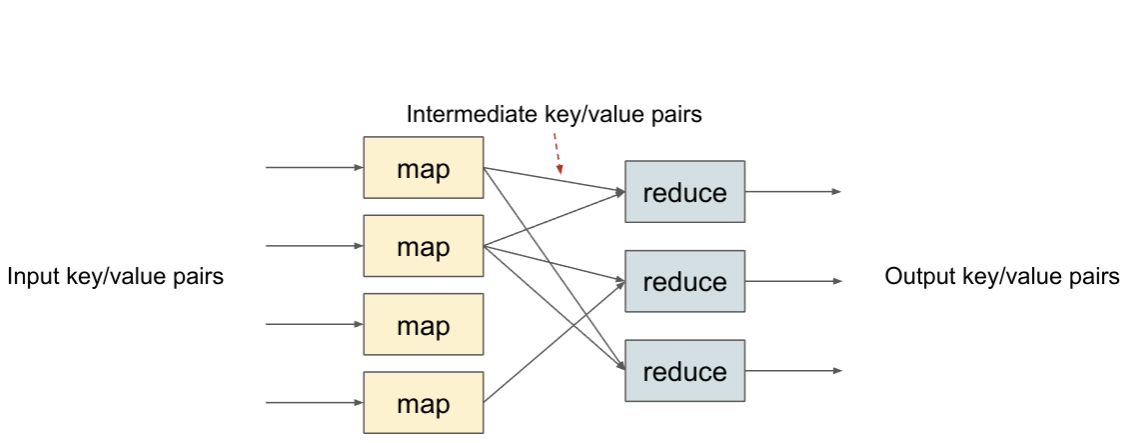 Intermediate key/value pairs
map
reduce
map
Input key/value pairs
reduce
Output key/value pairs
map
reduce
map